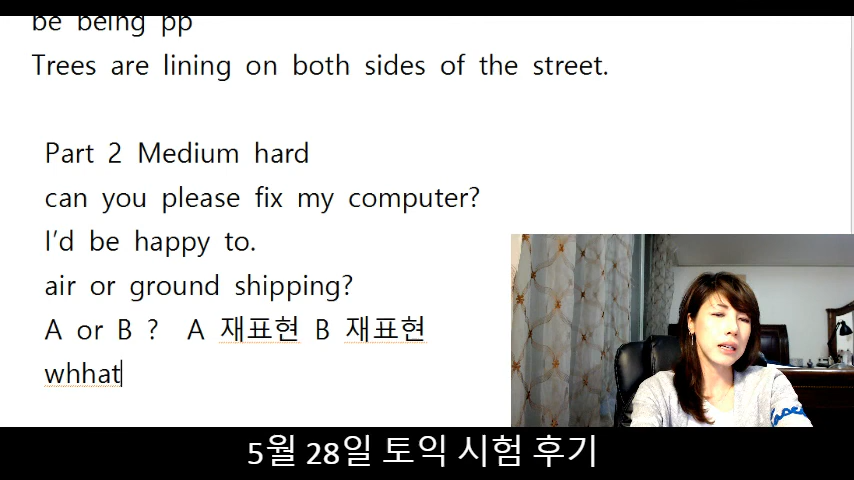 be being pp
Trees are lining on both sides of the street.
Part 2 Medium hard
can you please fix my computer?
I'd be happy to.
air or ground shipping?
A or B ? A 재표현 B 재표현
whhat
5월 28일 토익 시험 후기